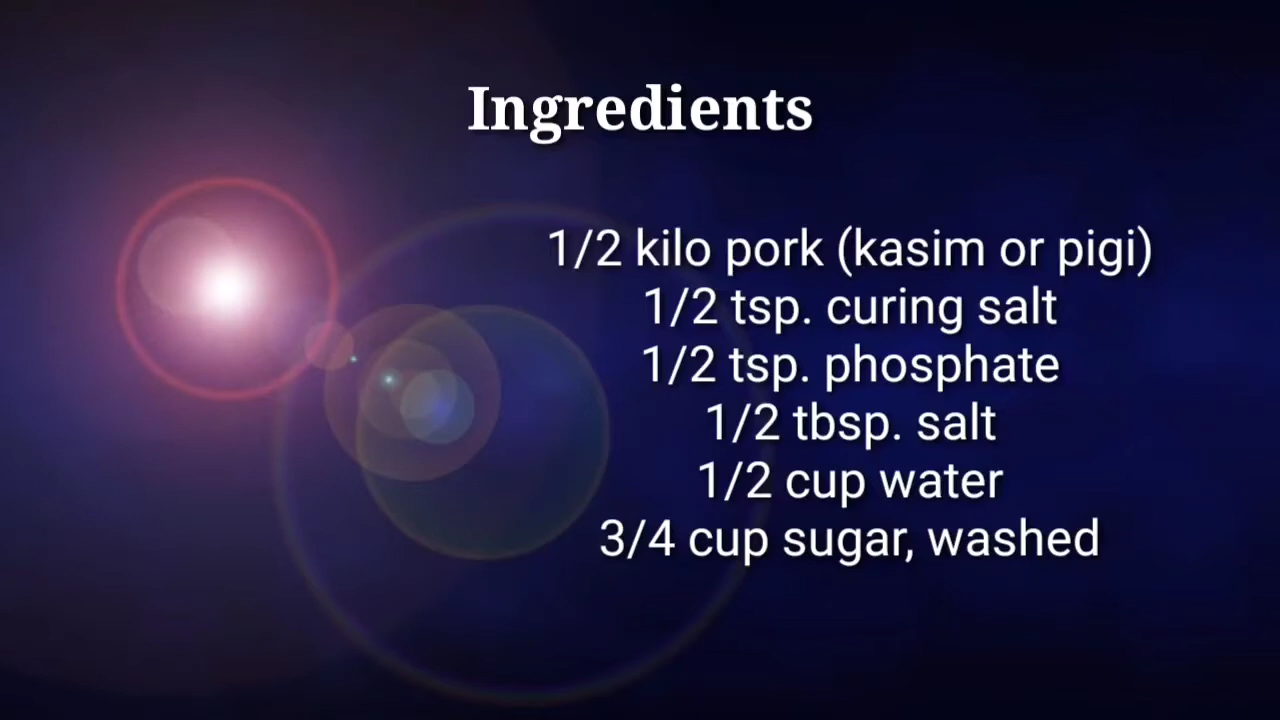 Ingredients
1/2 kilo pork (kasim or pigi)
1/2 tsp. curing salt
1/2 tsp. phosphate
1/2 tbsp. salt
1/2 cup water
3/4 cup sugar, washed